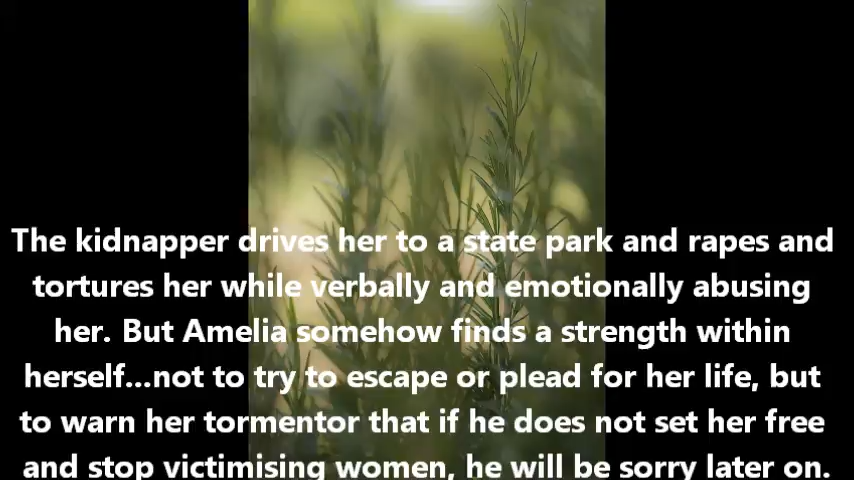 The kidnapper drives her to a state park and rapes and
tortures her while verbally and emotionally abusing
her. But Amelia somehow finds a strength within
herself...not to try to escape or plead for her life, but
to warn her tormentor that if he does not set her free
and stop victimising women, he will be sorry later on.